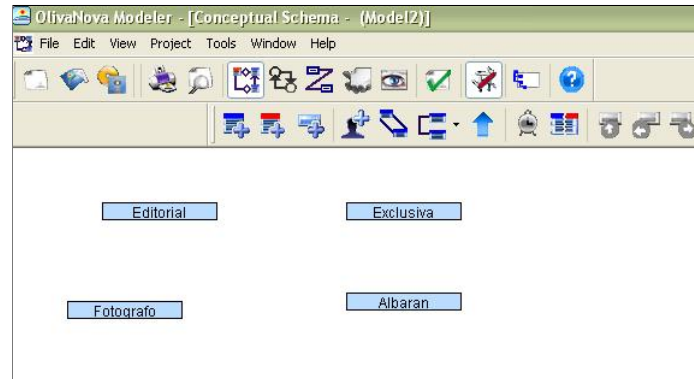 OlivaNova Modeler - [Conceptual Schema - (Model2)]
File Edit View Project Tools Window Help
Editorial Exclusiva
Fotografo Albaran